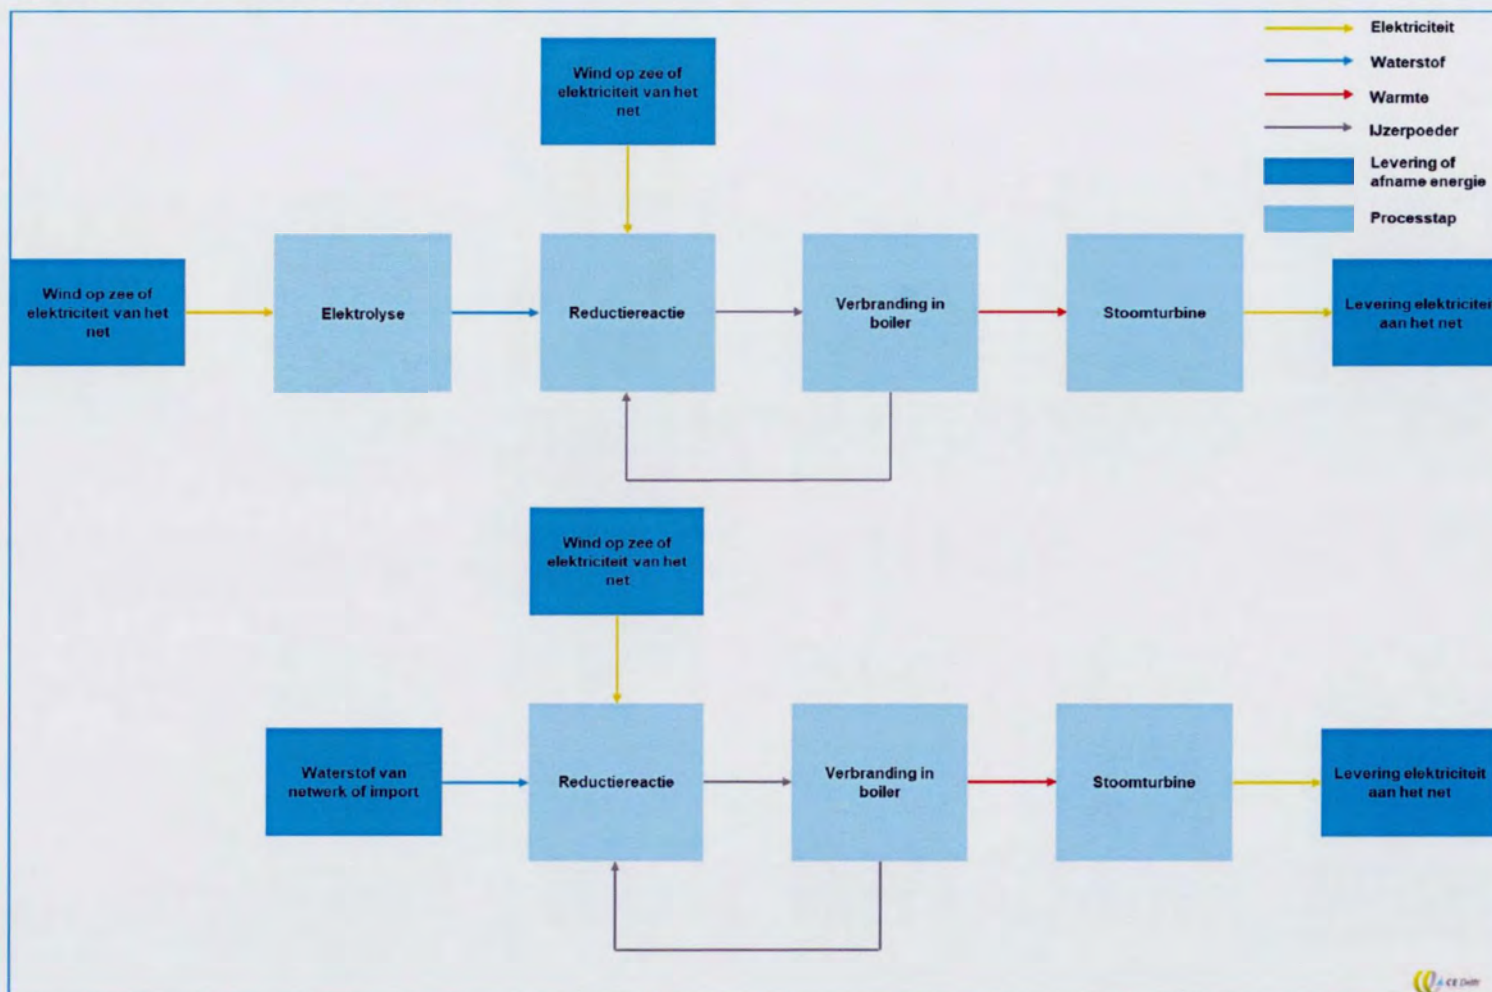 Elektriciteit
Waterstof
Warmte
IJzerpoeder
Levering of
afname energie
Processtap
Wind op zee of
elektriciteit van het
net
Wind op zee of
elektriciteit van het
net
Elektrolyse
Reductiereactie
Verbranding in
boiler
Stoomturbine
Levering elektriciteit
aan het net
Wind op zee of
elektriciteit van het
net
Waterstof van
netwerk of import
Reductiereactie
Verbranding in
boiler
Stoomturbine
Levering elektriciteit
aan het net
CE Delft